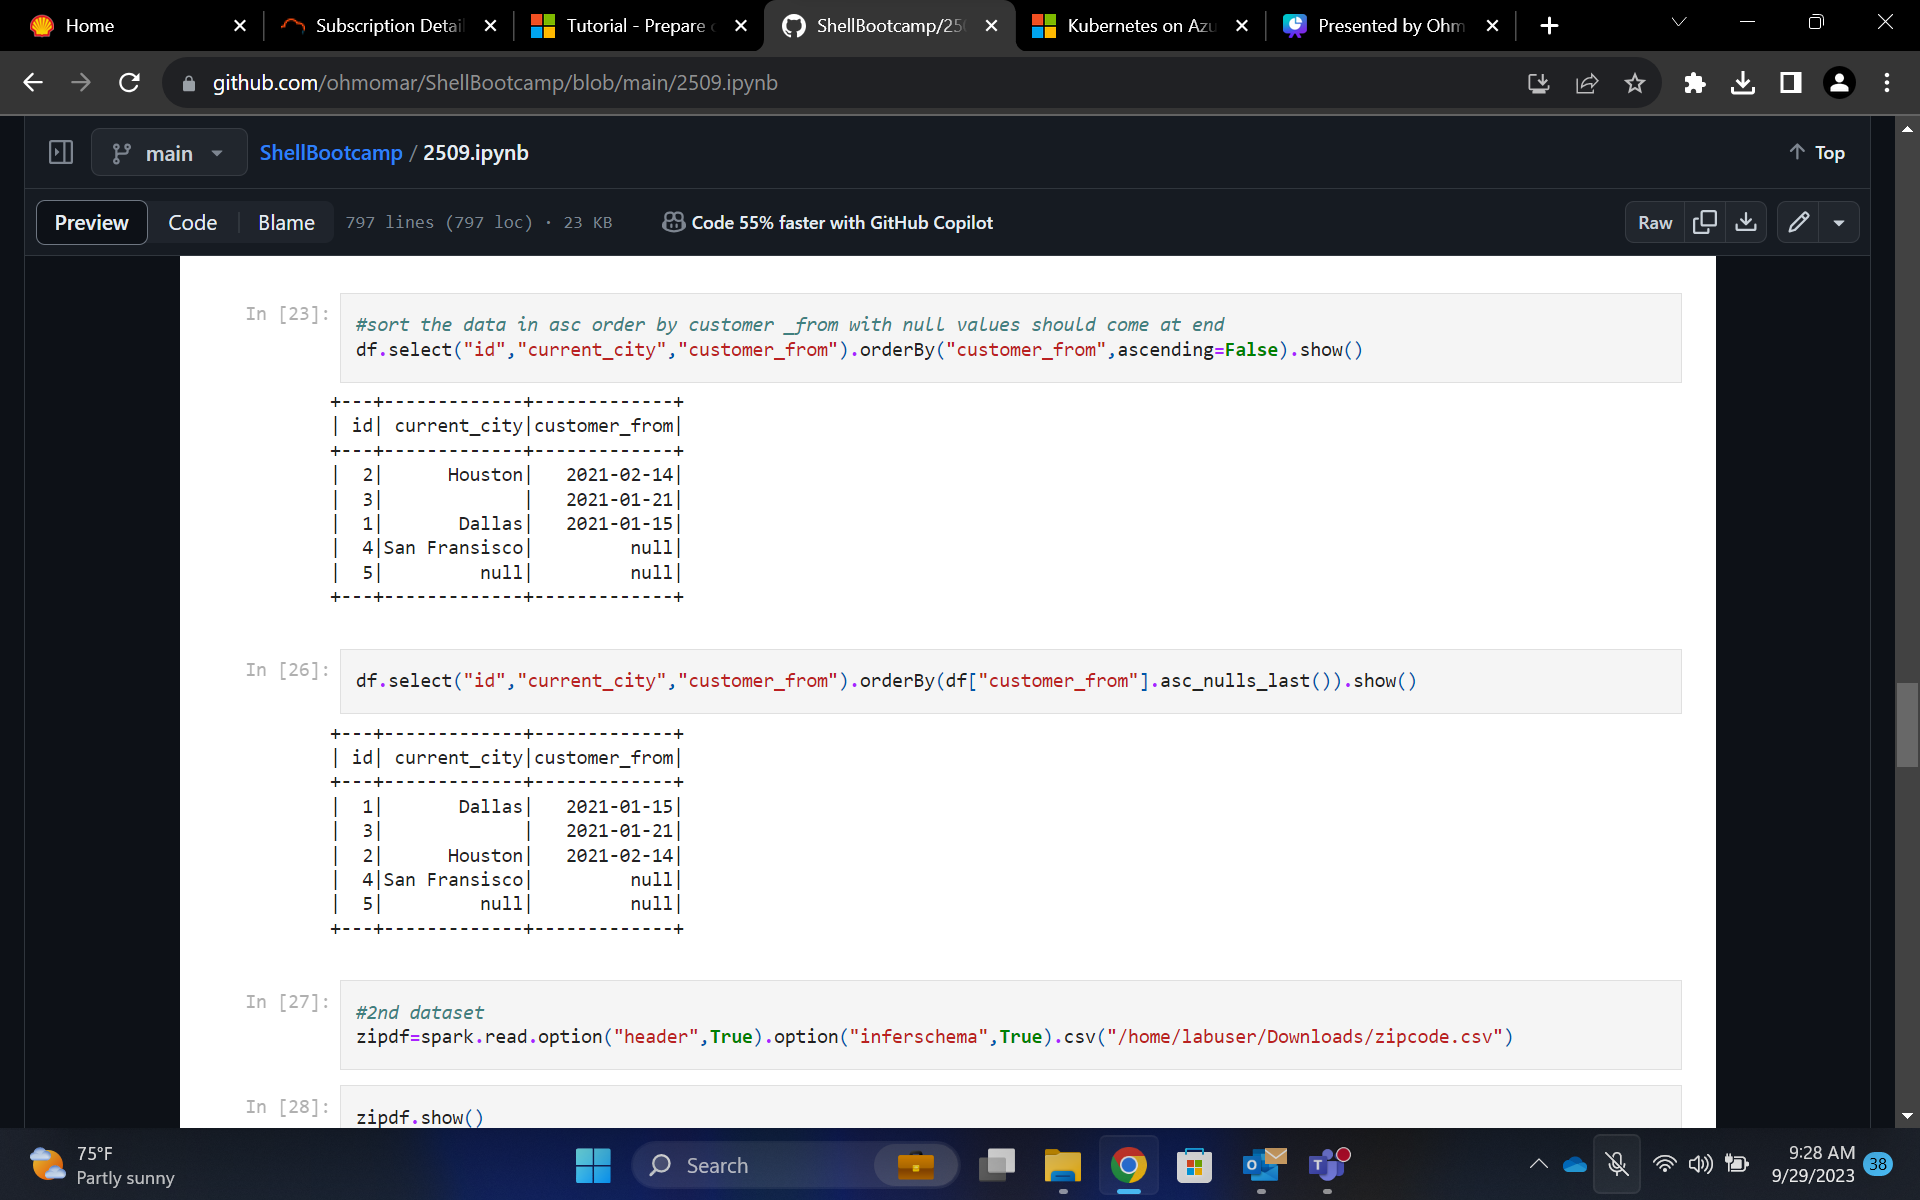 Home
Subscription Detail
Tutorial - Prepare
ShellBootcamp/250
Kubernetes on Azu
Presented by Ohm
github.com/ohmomar/ShellBootcamp/blob/main/2509.ipynb
main
ShellBootcamp / 2509.ipynb
Top
Preview
Code
Blame
797 lines (797 loc) · 23 KB
Code 55% faster with GitHub Copilot
Raw
In [23]:
#sort the data in asc order by customer _from with null values should come at end
df.select("id","current_city","customer_from").orderBy("customer_from",ascending=False).show()
+---+-------------+-------------+
| id| current_city|customer_from|
+---+-------------+-------------+
|  2|      Houston|   2021-02-14|
|  3|             |   2021-01-21|
|  1|       Dallas|   2021-01-15|
|  4|San Fransisco|         null|
|  5|         null|         null|
+---+-------------+-------------+
In [26]:
df.select("id","current_city","customer_from").orderBy(df["customer_from"].asc_nulls_last()).show()
+---+-------------+-------------+
| id| current_city|customer_from|
+---+-------------+-------------+
|  1|       Dallas|   2021-01-15|
|  3|             |   2021-01-21|
|  2|      Houston|   2021-02-14|
|  4|San Fransisco|         null|
|  5|         null|         null|
+---+-------------+-------------+
In [27]:
#2nd dataset
zipdf=spark.read.option("header",True).option("inferschema",True).csv("/home/labuser/Downloads/zipcode.csv")
In [28]:
zipdf.show()
75°F
Partly sunny
Search
9:28 AM
9/29/2023
38